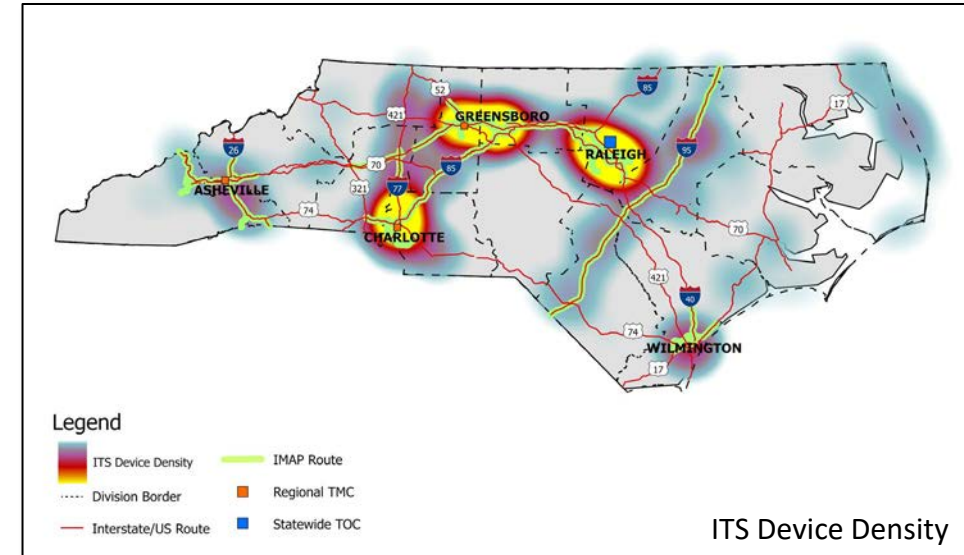 85
17
52
GREENSBORO
421
RALEIGH
95
26
70
85
ASHEVILLE
321
77
74
CHARLOTTE
70
421
40
74
WILMINGTON
17
Legend
ITS Device Density
IMAP Route
Division Border
Regional TMC
Interstate/US Route
Statewide TOC
ITS Device Density